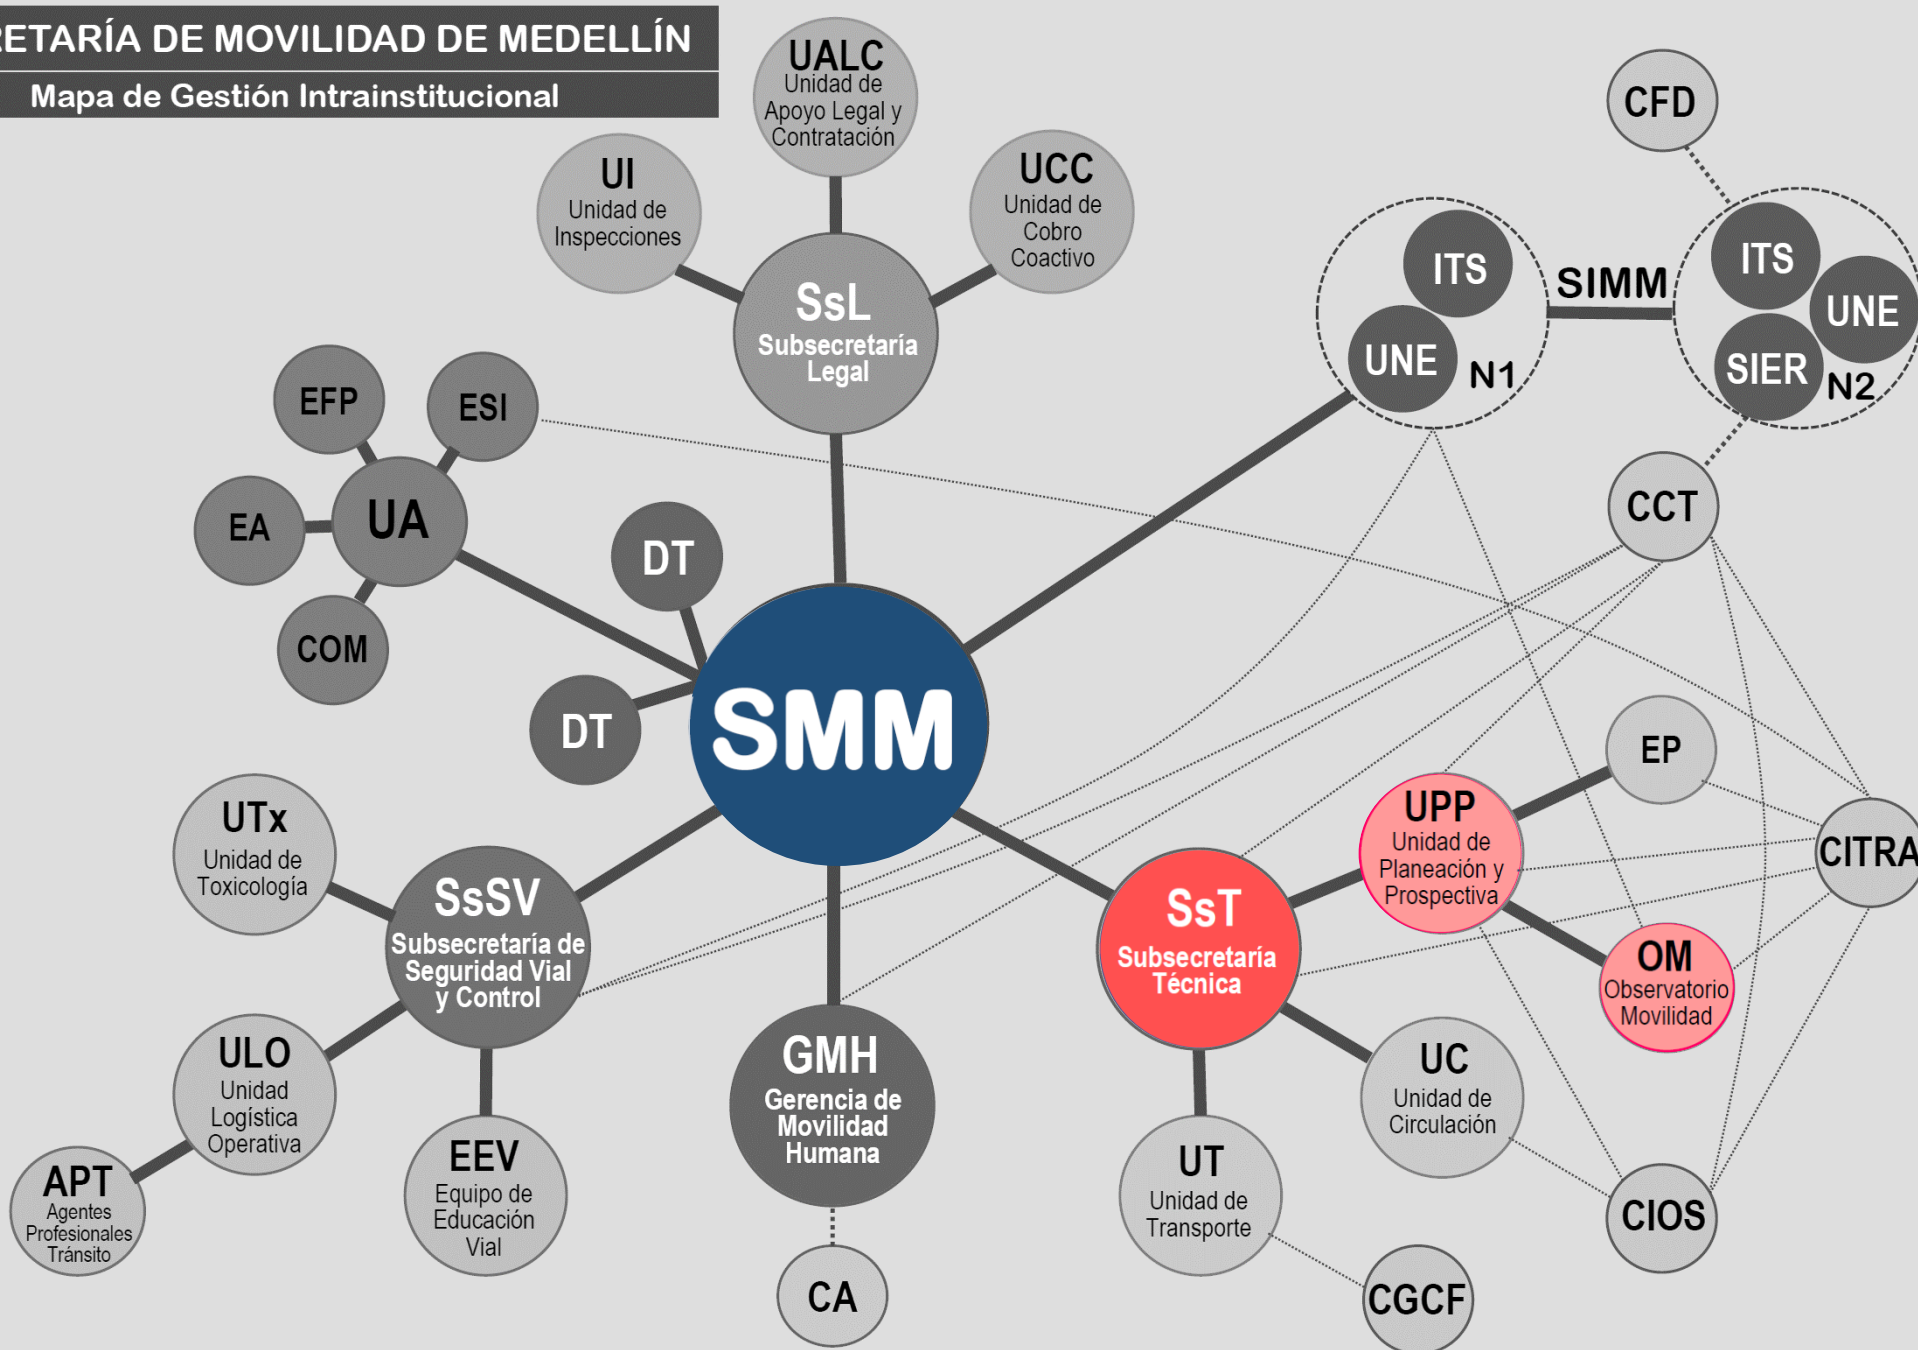 RETARÍA DE MOVILIDAD DE MEDELLÍN
Mapa de Gestión Intrainstitucional
UALC
Unidad de
Apoyo Legal y
Contratación
UI
Unidad de
Inspecciones
UCC
Unidad de
Cobro
Coactivo
SsL
Subsecretaría
Legal
CFD
ITS
UNE
N1
SIMM
ITS
UNE
SIER
N2
CCT
EFP
ESI
EA
UA
COM
DT
DT
SMM
UTx
Unidad de
Toxicología
SsSV
Subsecretaría de
Seguridad Vial
y Control
ULO
Unidad
Logística
Operativa
APT
Agentes
Profesionales
Tránsito
EEV
Equipo de
Educación
Vial
GMH
Gerencia de
Movilidad
Humana
CA
SsT
Subsecretaría
Técnica
UPP
Unidad de
Planeación y
Prospectiva
EP
CITRA
OM
Observatorio
Movilidad
UC
Unidad de
Circulación
UT
Unidad de
Transporte
CIOS
CGCF